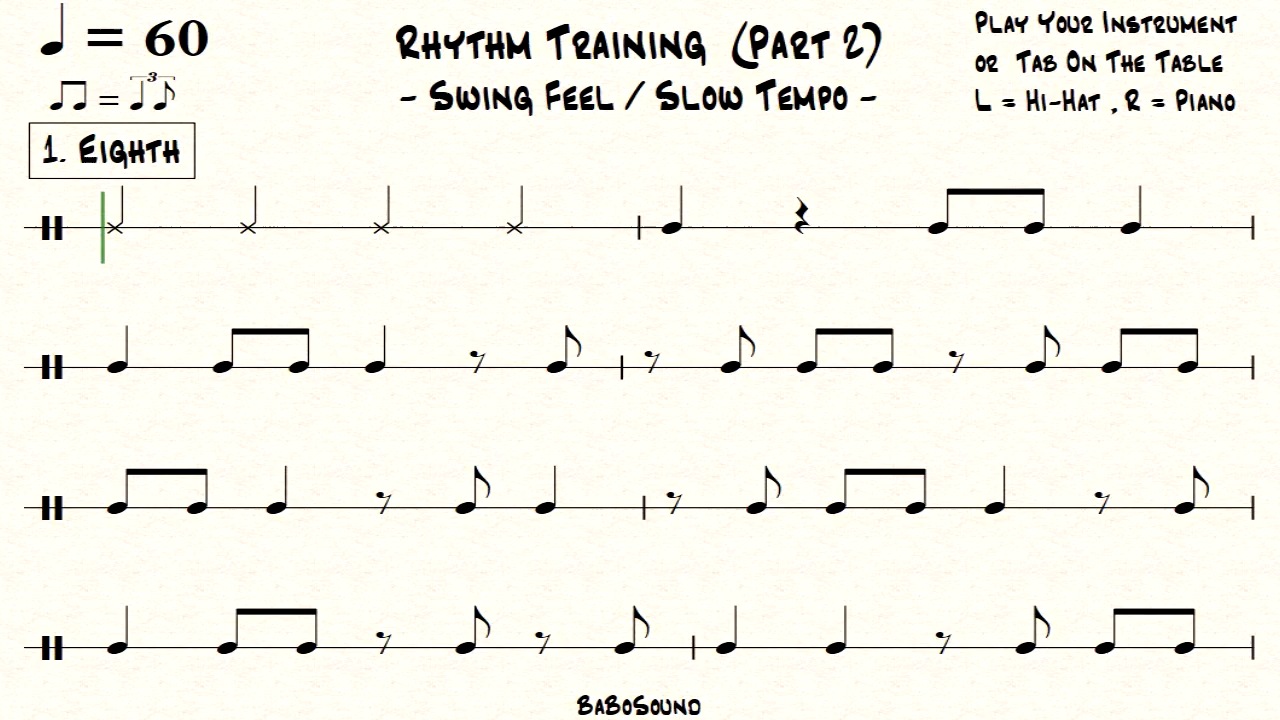 ♩ = 60
Rhythm Training (Part 2)
Play Your Instrument
or Tab On The Table
♫ = 3 ♩♪
- Swing Feel / Slow Tempo -
L = Hi-Hat , R = Piano
1. Eighth
BaBoSound